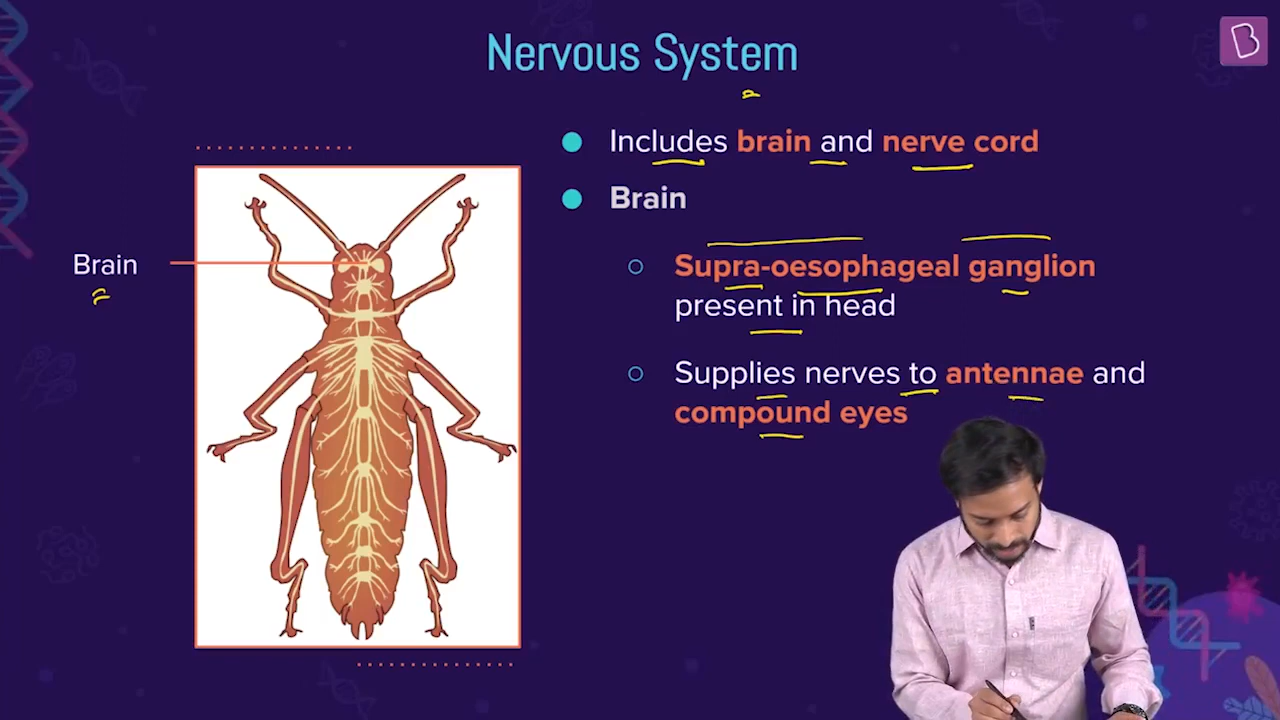 Nervous System
Includes brain and nerve cord
Brain
Supra-oesophageal ganglion
present in head
Supplies nerves to antennae and
compound eyes
Brain
B